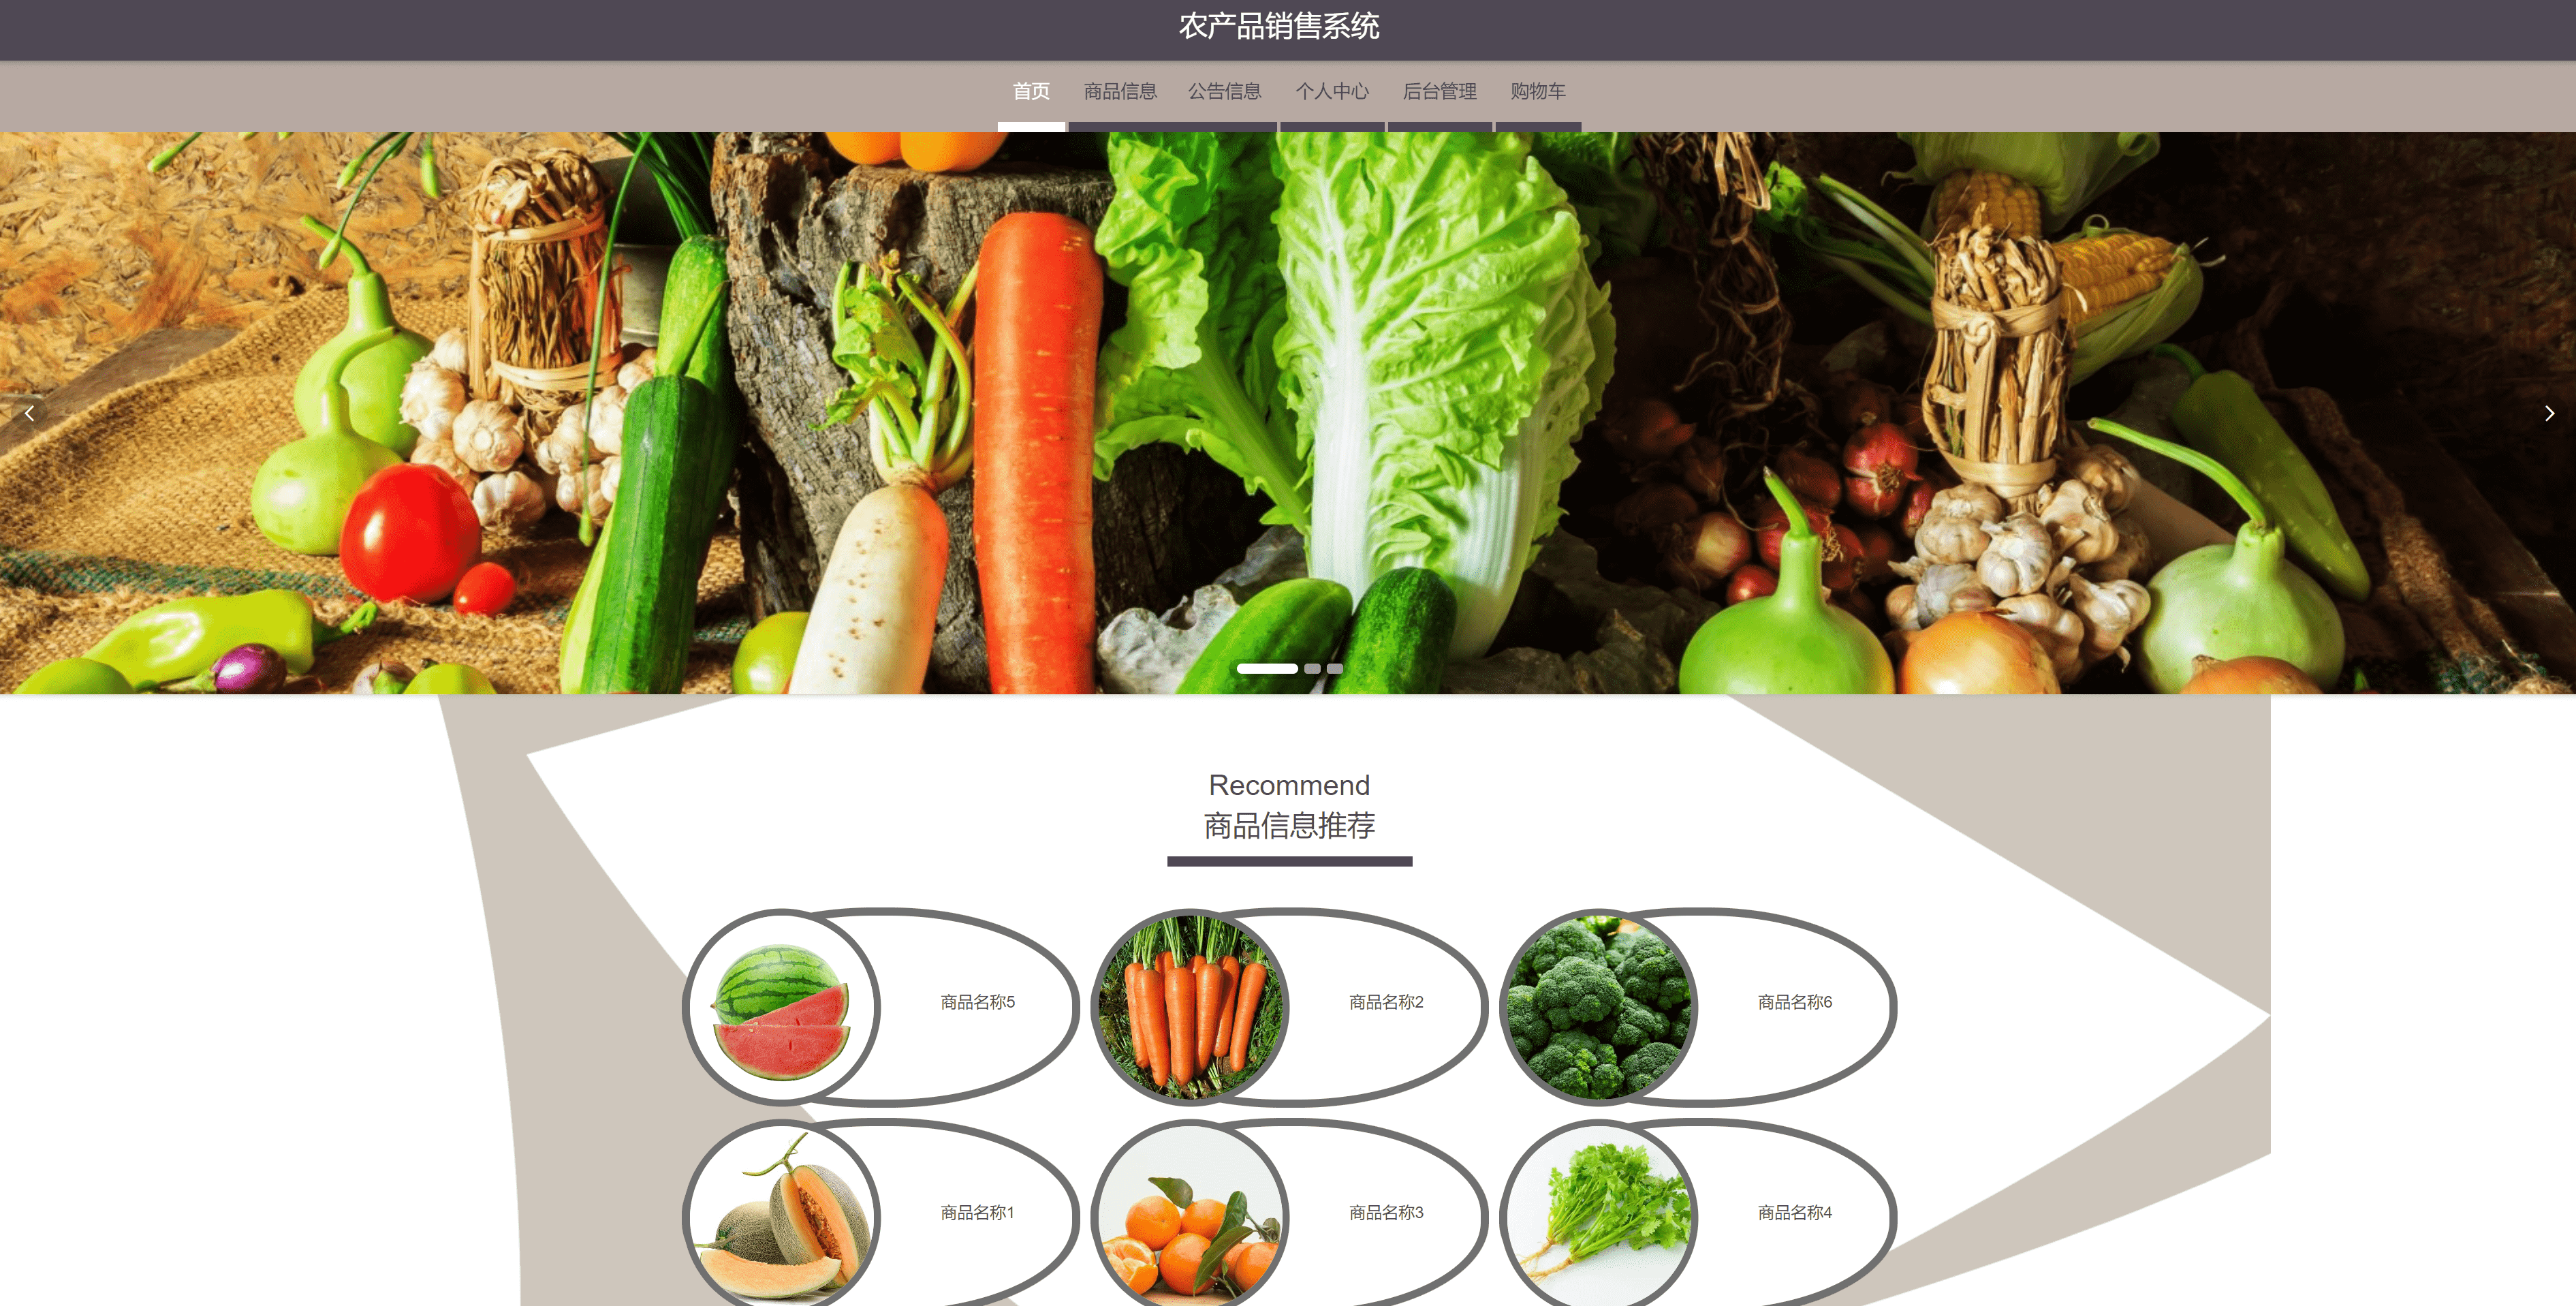 农产品销售系统
首页 商品信息 公告信息 个人中心 后台管理 购物车
Recommend
商品信息推荐
商品名称5 商品名称2 商品名称6
商品名称1 商品名称3 商品名称4